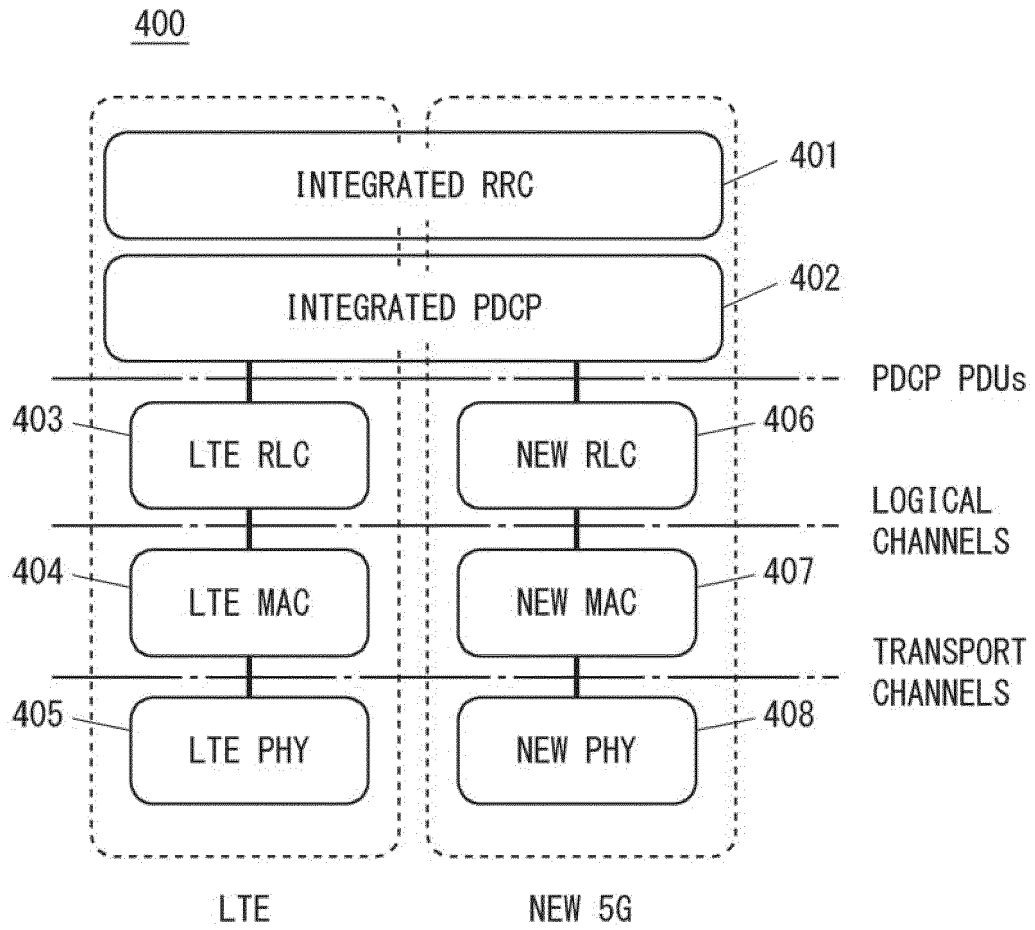 400
INTEGRATED RRC
401
INTEGRATED PDCP
402
PDCP PDUs
403
LTE RLC
NEW RLC
406
LOGICAL
CHANNELS
404
LTE MAC
NEW MAC
407
TRANSPORT
CHANNELS
405
LTE PHY
NEW PHY
408
LTE
NEW 5G